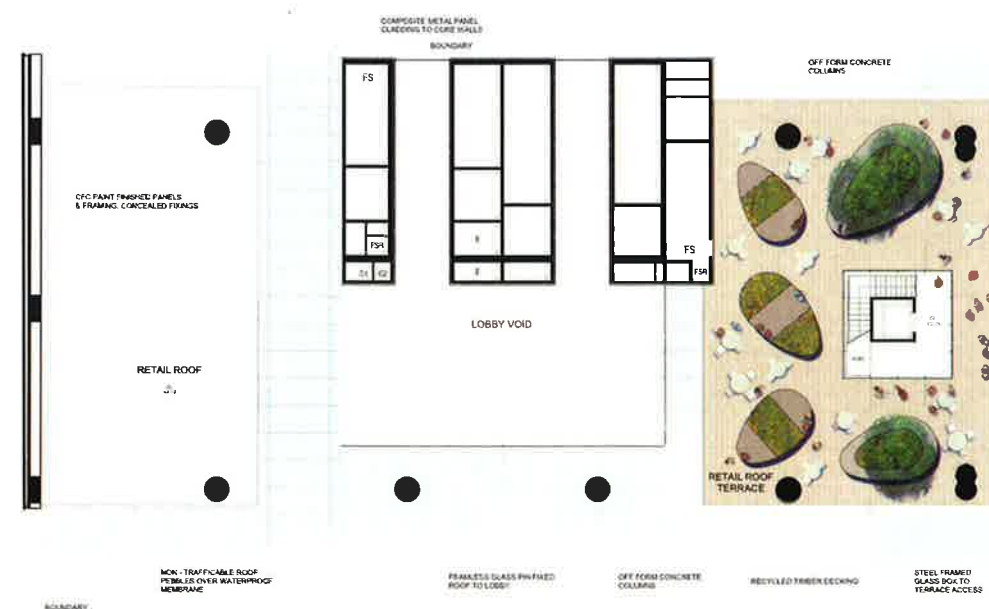 COMPOSITE METAL PANEL
CLADDING TO CORE WALLS
BOUNDARY
OFF FORM CONCRETE
COLUMNS
FS
CFC PAINT FINISHED PANELS
& FRAMING. CONCEALED FIXINGS
FSR
FS
FSR
LOBBY VOID
RETAIL ROOF
RETAIL ROOF
TERRACE
NON - TRAFFICABLE ROOF
PEBBLES OVER WATERPROOF
MEMBRANE
FRAMLESS GLASS PIN FIXED
ROOF TO LOBBY
OFF FORM CONCRETE
COLUMNS
RECYCLED TIMBER DECKING
STEEL FRAMED
GLASS BOX TO
TERRACE ACCESS
BOUNDARY